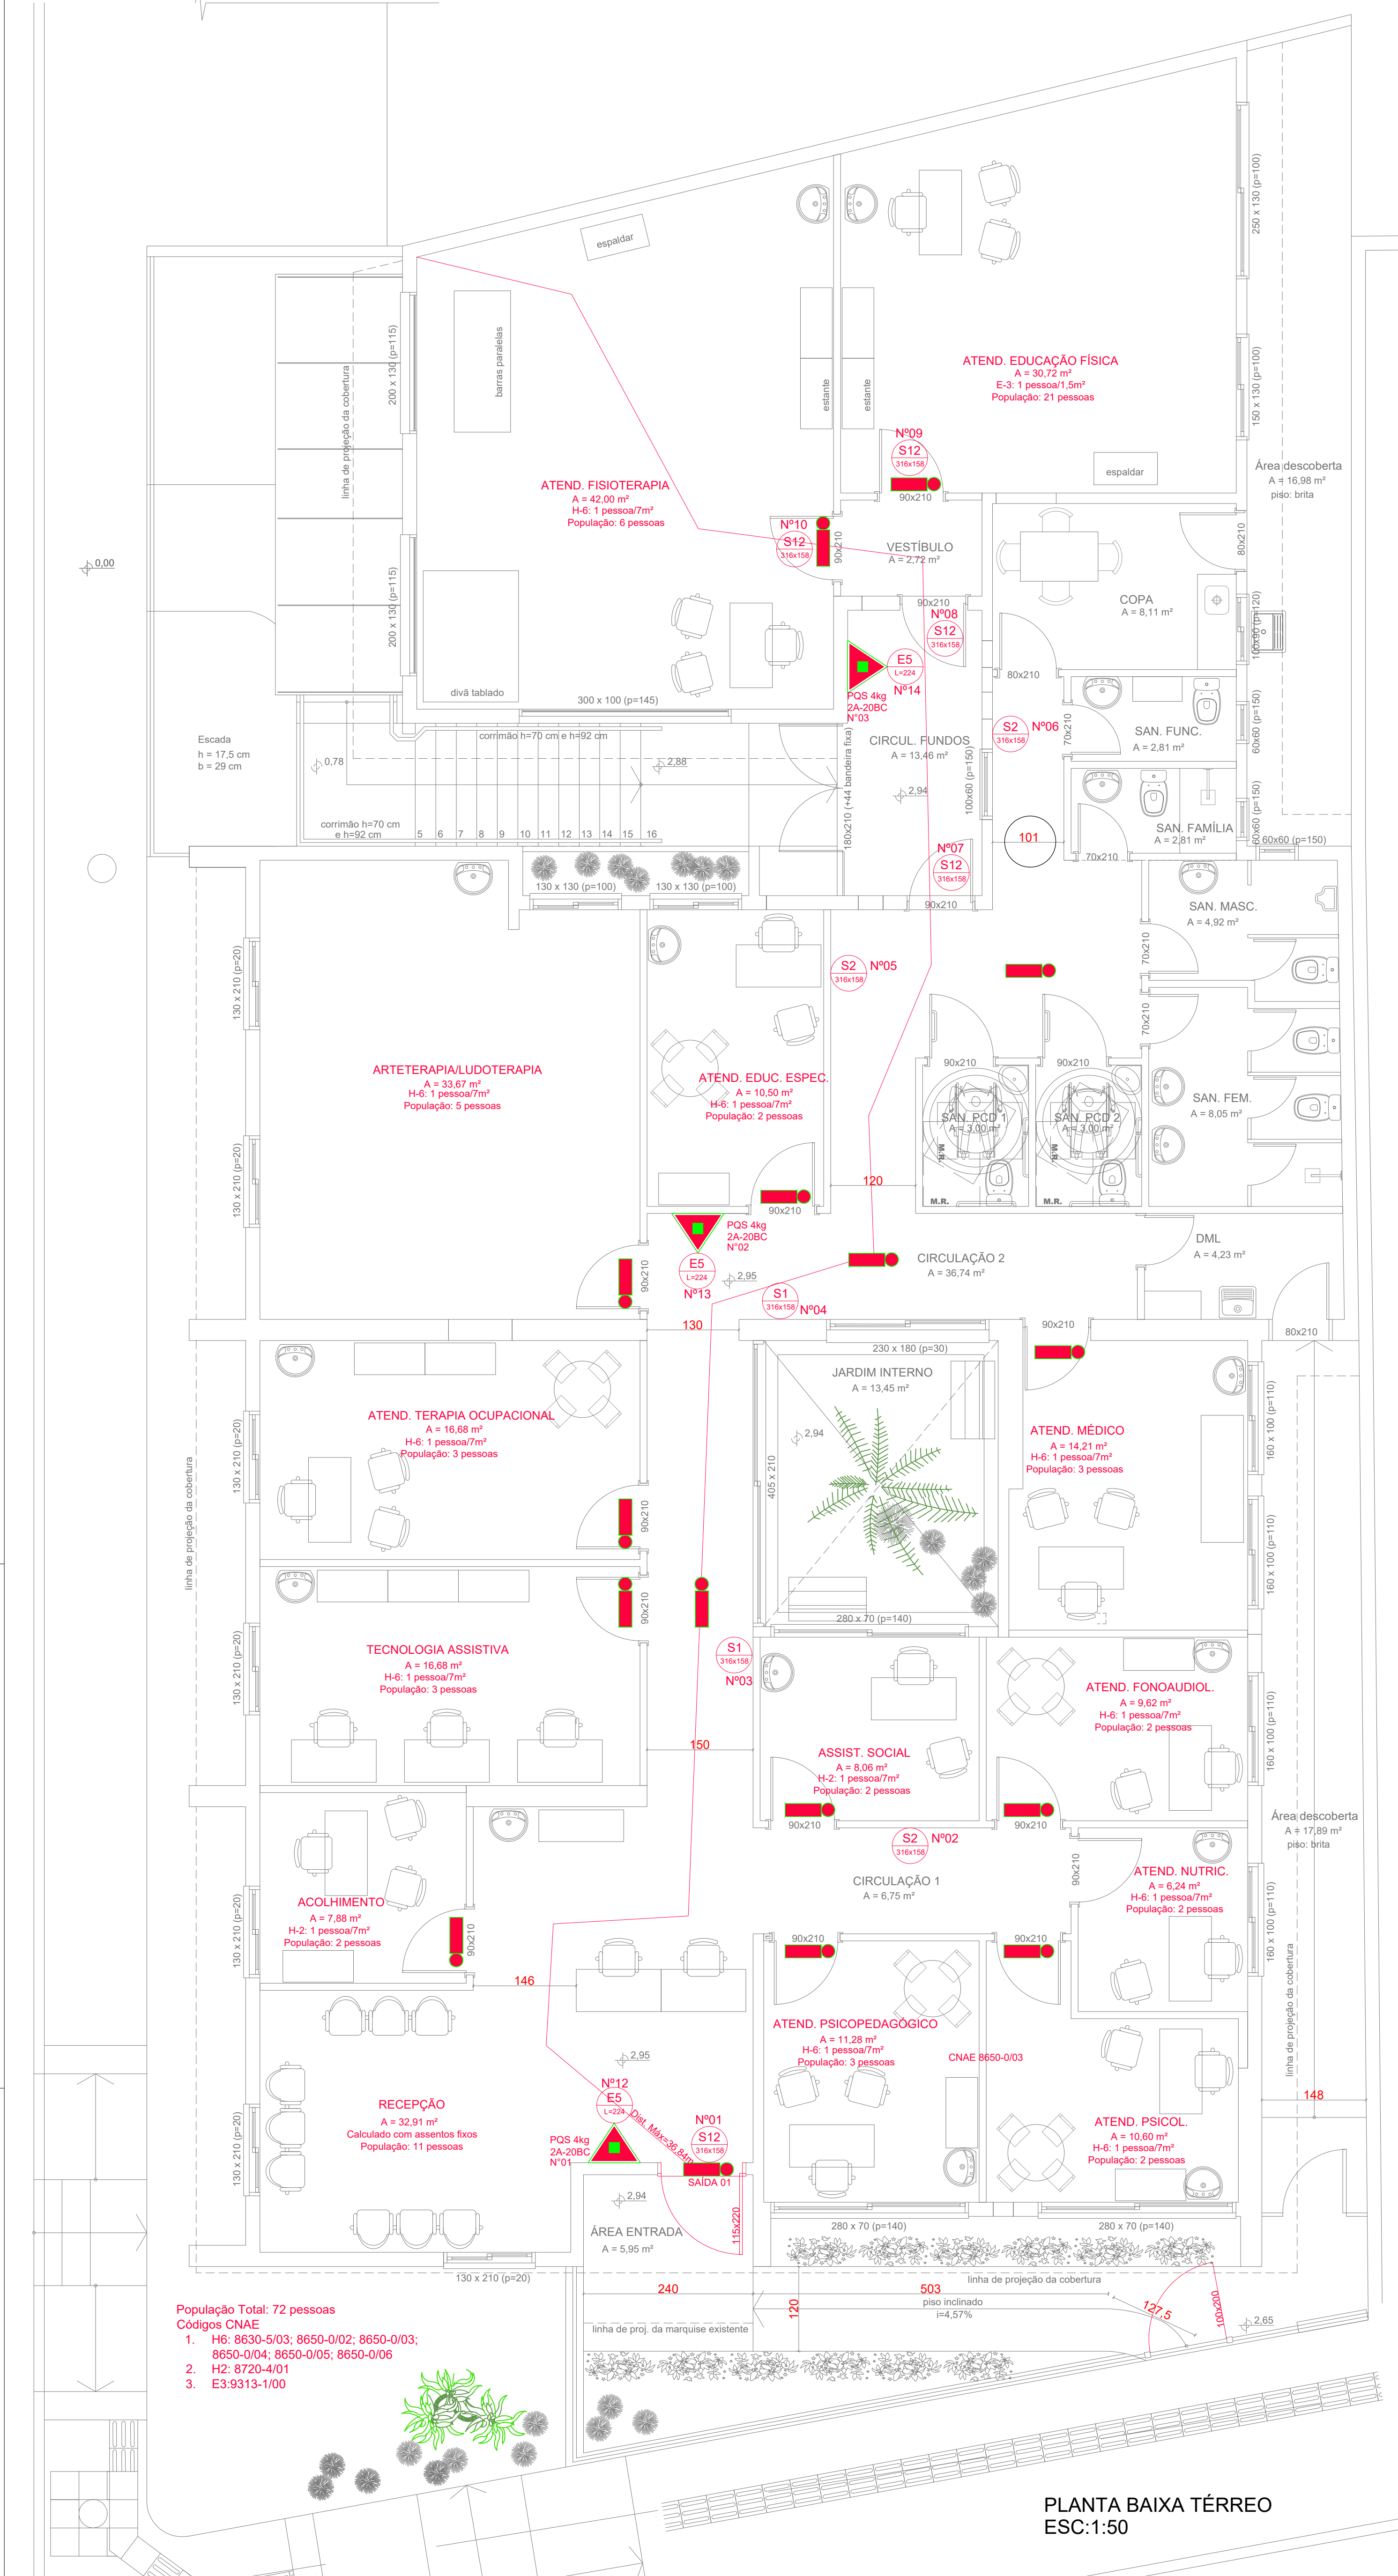 espaldar
250 x 130 (p=100)
barras paralelas
200 x 130 (p=115)
linha de projeção da cobertura
estante
estante
ATEND. EDUCAÇÃO FÍSICA
A = 30,72 m²
E-3: 1 pessoa/1,5m²
População: 21 pessoas
150 x 130 (p=100)
Nº09
S12
316x158
90x210
espaldar
Área descoberta
A = 16,98 m²
piso: brita
ATEND. FISIOTERAPIA
A = 42,00 m²
H-6: 1 pessoa/7m²
População: 6 pessoas
Nº10
S12
316x158
90x210
VESTÍBULO
A = 2,72 m²
80x210
0,00
200 x 130 (p=115)
COPA
A = 8,11 m²
100x90 (p=120)
90x210
Nº08
S12
316x158
E5
L=224
Nº14
PQS 4kg
2A-20BC
N°03
80x210
divã tablado
300 x 100 (p=145)
Escada
h = 17,5 cm
b = 29 cm
corrimão h=70 cm e h=92 cm
0,78
2,88
180x210 (+44 bandeira fixa)
CIRCUL. FUNDOS
A = 13,46 m²
2,94
100x60 (p=150)
S2
316x158
Nº06
70x210
SAN. FUNC.
A = 2,81 m²
60x60 (p=150)
corrimão h=70 cm
e h=92 cm
5 6 7 8 9 10 11 12 13 14 15 16
101
SAN. FAMÍLIA
A = 2,81 m²
60x60 (p=150)
60x60 (p=150)
70x210
Nº07
S12
316x158
90x210
130 x 130 (p=100)
130 x 130 (p=100)
SAN. MASC.
A = 4,92 m²
70x210
130 x 210 (p=20)
S2
316x158
Nº05
70x210
90x210
90x210
ARTETERAPIA/LUDOTERAPIA
A = 33,67 m²
H-6: 1 pessoa/7m²
População: 5 pessoas
ATEND. EDUC. ESPEC.
A = 10,50 m²
H-6: 1 pessoa/7m²
População: 2 pessoas
SAN. PCD 1
A = 3,00 m²
SAN. PCD 2
A = 3,00 m²
SAN. FEM.
A = 8,05 m²
M.R.
M.R.
M.R.
M.R.
130 x 210 (p=20)
120
90x210
PQS 4kg
2A-20BC
N°02
E5
L=224
Nº13
2,95
90x210
CIRCULAÇÃO 2
A = 36,74 m²
DML
A = 4,23 m²
S1
316x158
Nº04
130
90x210
80x210
230 x 180 (p=30)
JARDIM INTERNO
A = 13,45 m²
2,94
405 x 210
ATEND. TERAPIA OCUPACIONAL
A = 16,68 m²
H-6: 1 pessoa/7m²
População: 3 pessoas
130 x 210 (p=20)
ATEND. MÉDICO
A = 14,21 m²
H-6: 1 pessoa/7m²
População: 3 pessoas
160 x 100 (p=110)
linha de projeção da cobertura
90x210
160 x 100 (p=110)
90x210
280 x 70 (p=140)
TECNOLOGIA ASSISTIVA
A = 16,68 m²
H-6: 1 pessoa/7m²
População: 3 pessoas
130 x 210 (p=20)
S1
316x158
Nº03
ATEND. FONOAUDIOL.
A = 9,62 m²
H-6: 1 pessoa/7m²
População: 2 pessoas
160 x 100 (p=110)
150
ASSIST. SOCIAL
A = 8,06 m²
H-2: 1 pessoa/7m²
População: 2 pessoas
90x210
90x210
Área descoberta
A = 17,89 m²
piso: brita
S2
316x158
Nº02
CIRCULAÇÃO 1
A = 6,75 m²
90x210
ATEND. NUTRIC.
A = 6,24 m²
H-6: 1 pessoa/7m²
População: 2 pessoas
160 x 100 (p=110)
ACOLHIMENTO
A = 7,88 m²
H-2: 1 pessoa/7m²
População: 2 pessoas
130 x 210 (p=20)
90x210
90x210
90x210
146
linha de projeção da cobertura
ATEND. PSICOPEDAGÓGICO
A = 11,28 m²
H-6: 1 pessoa/7m²
População: 3 pessoas
CNAE 8650-0/03
2,95
RECEPÇÃO
A = 32,91 m²
Calculado com assentos fixos
População: 11 pessoas
130 x 210 (p=20)
Nº12
E5
L=224
Dist. Máx=36,84m
Nº01
S12
316x158
SAÍDA 01
PQS 4kg
2A-20BC
N°01
ATEND. PSICOL.
A = 10,60 m²
H-6: 1 pessoa/7m²
População: 2 pessoas
148
2,94
115x220
ÁREA ENTRADA
A = 5,95 m²
280 x 70 (p=140)
280 x 70 (p=140)
130 x 210 (p=20)
linha de projeção da cobertura
240
503
120
piso inclinado
i=4,57%
127,5
100x200
2,65
linha de proj. da marquise existente
População Total: 72 pessoas
Códigos CNAE
1. H6: 8630-5/03; 8650-0/02; 8650-0/03;
8650-0/04; 8650-0/05; 8650-0/06
2. H2: 8720-4/01
3. E3:9313-1/00
PLANTA BAIXA TÉRREO
ESC:1:50